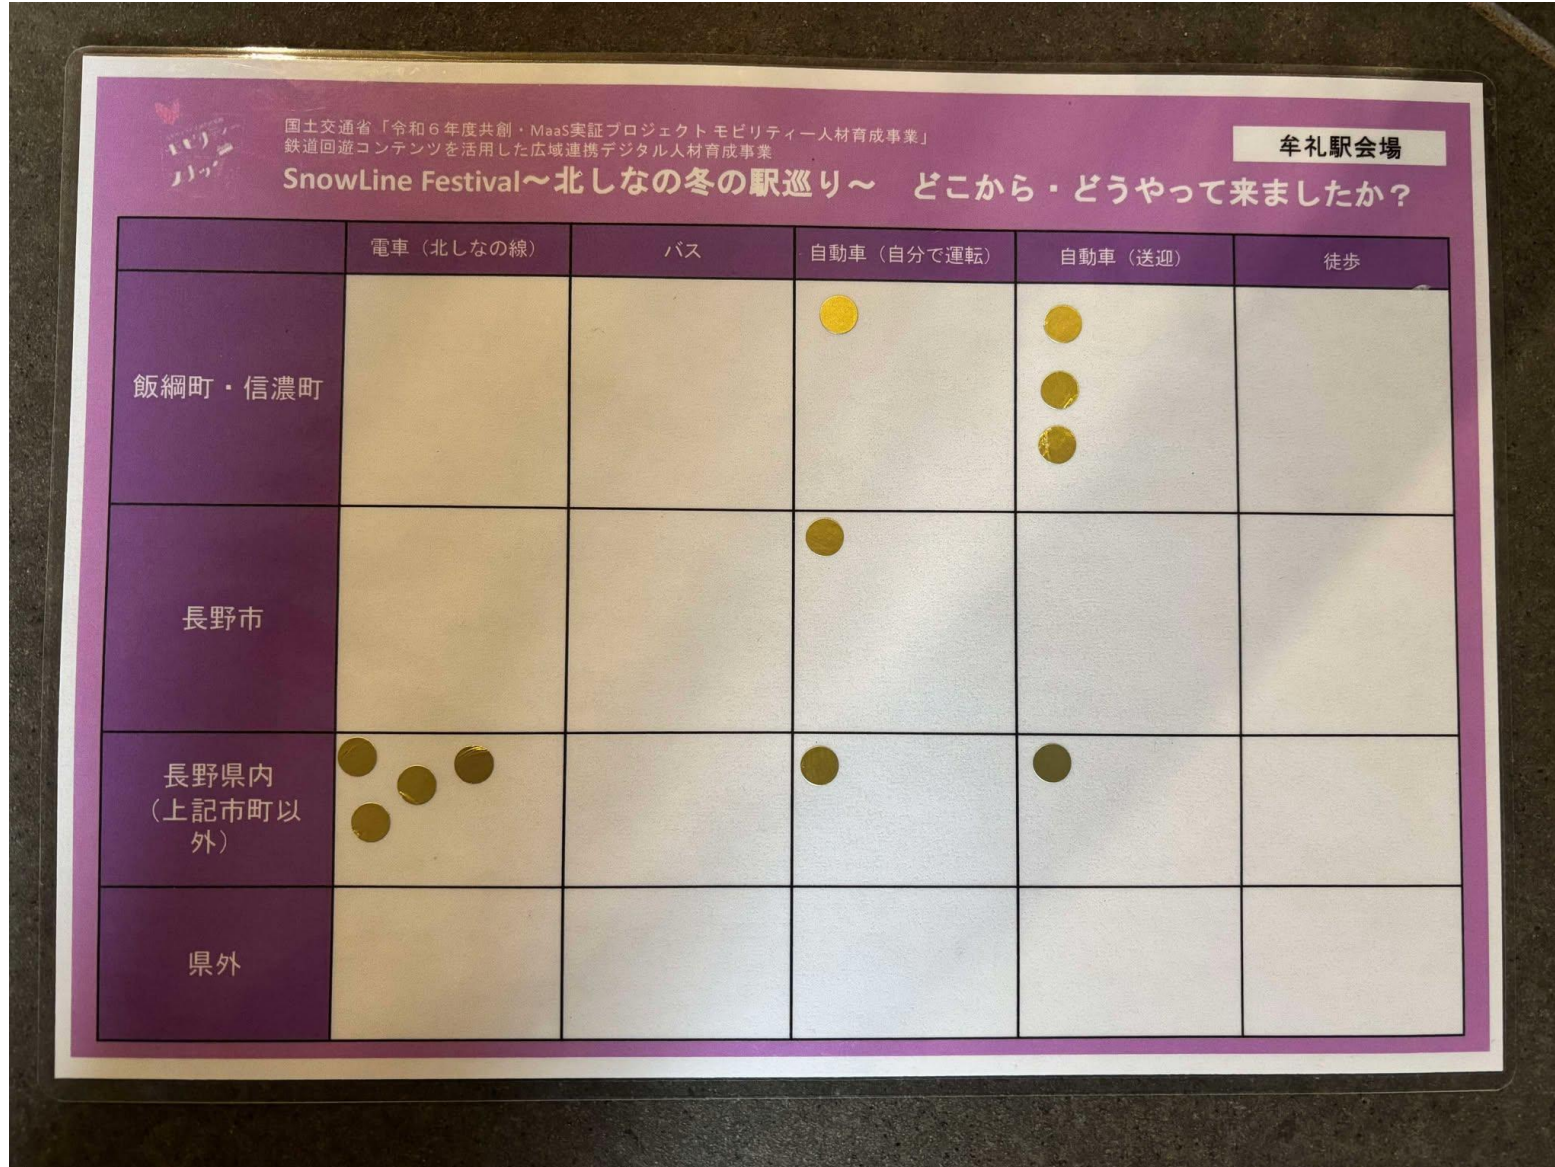 国土交通省「令和６年度共創・MaaS実証プロジェクト モビリティ人材育成事業」
鉄道回遊コンテンツを活用した広域連携デジタル人材育成事業
牟礼駅会場
SnowLine Festival～北しなの冬の駅巡り～　どこから・どうやって来ましたか？
電車（北しなの線）
バス
自動車（自分で運転）
自動車（送迎）
徒歩
飯綱町・信濃町
長野市
長野県内
（上記市町以
外）
県外